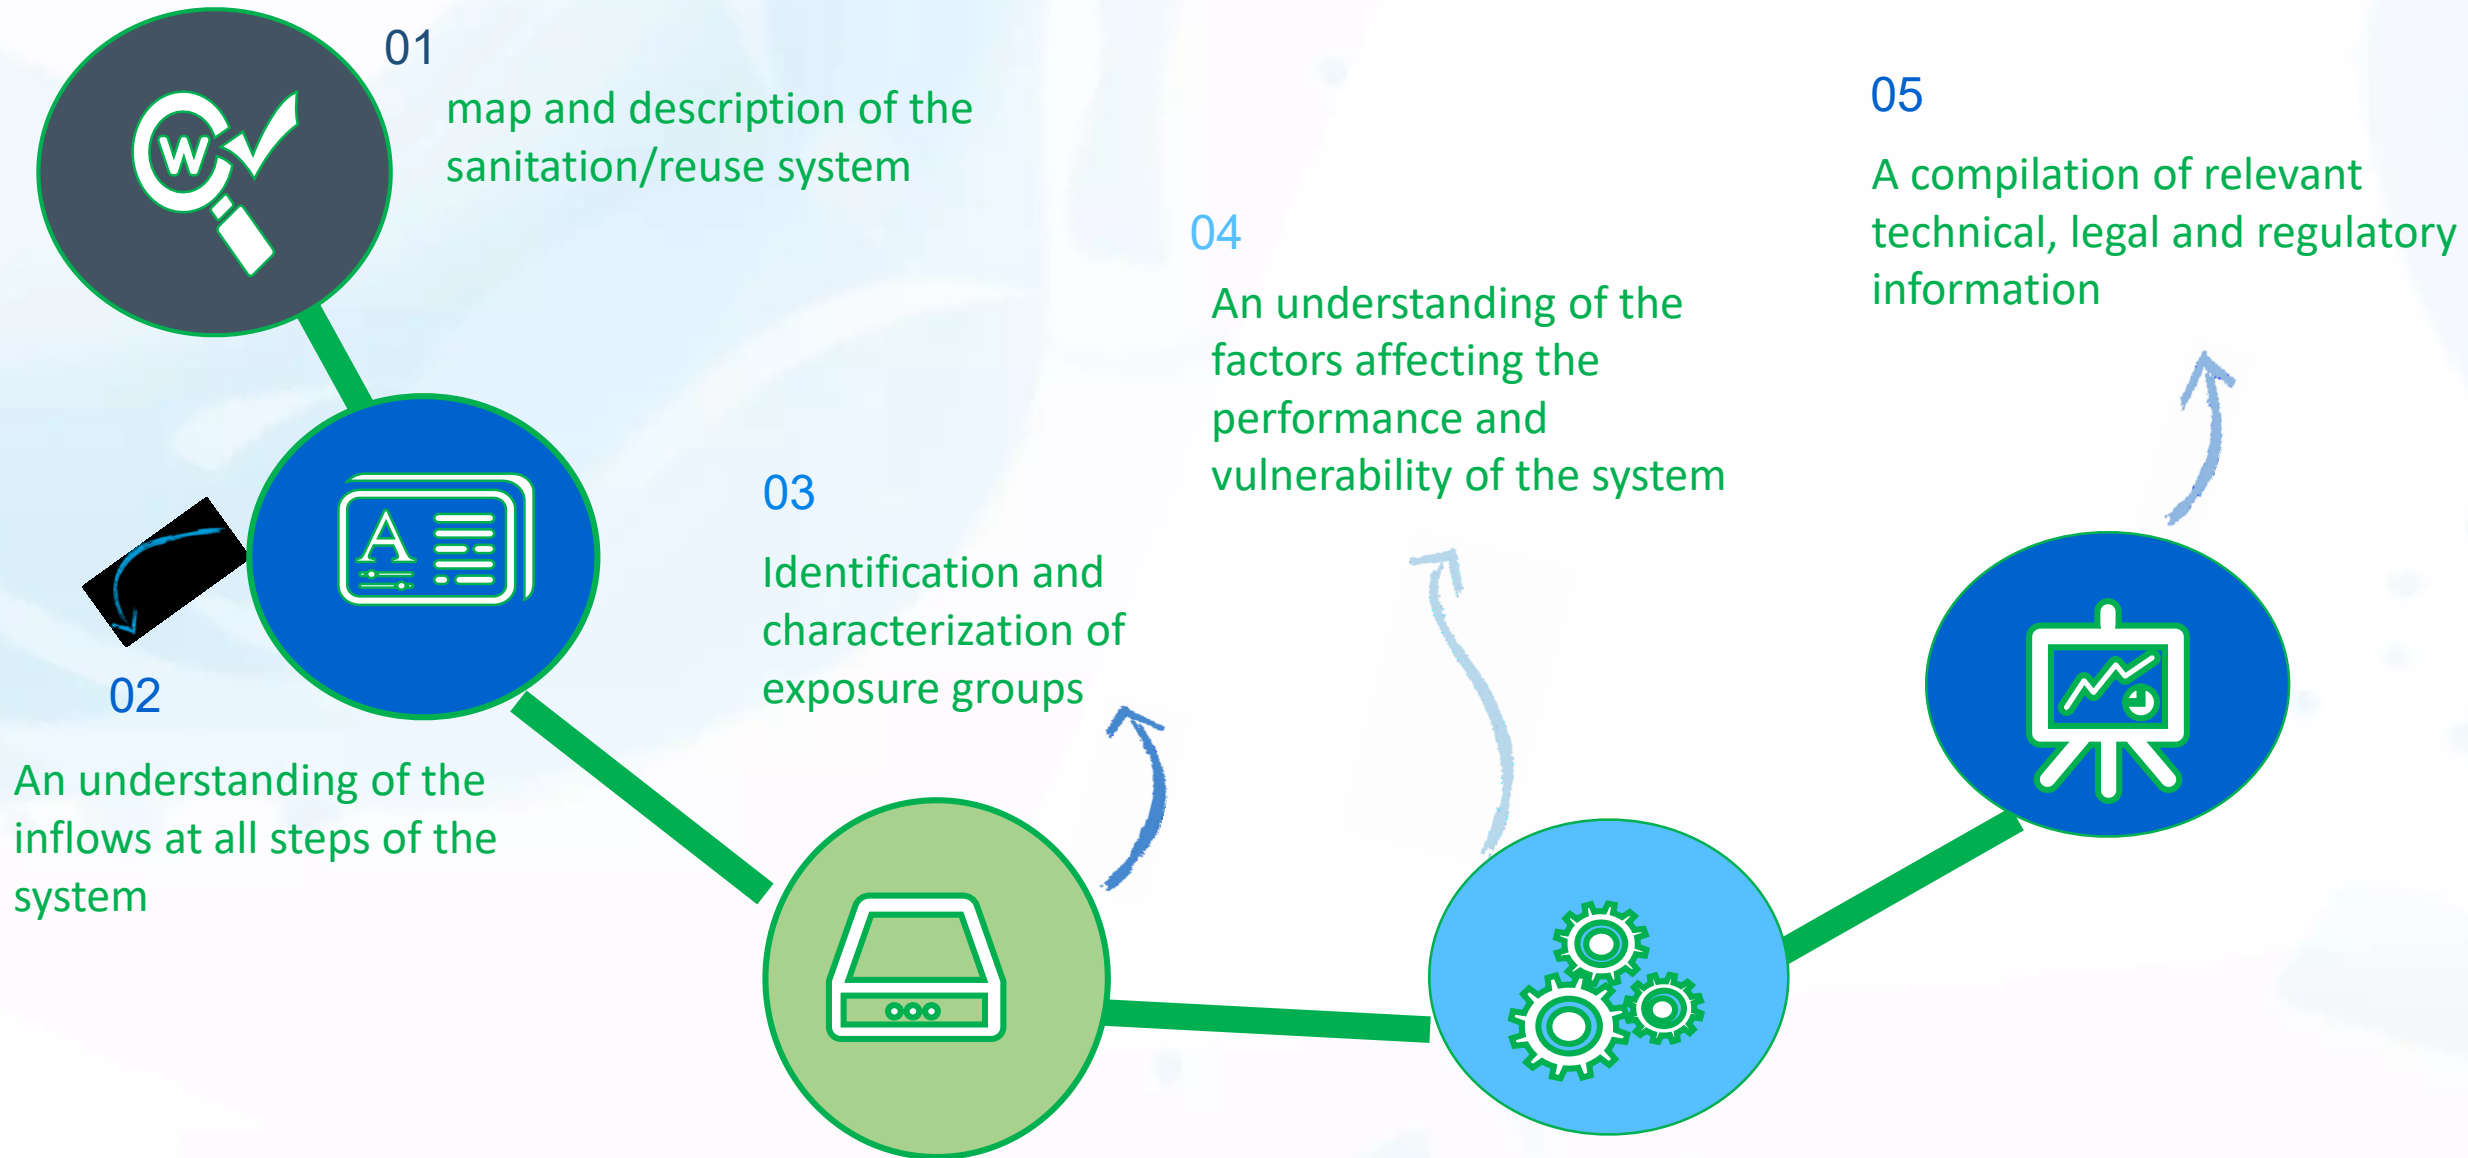 01
map and description of the
sanitation/reuse system
02
An understanding of the
inflows at all steps of the
system
03
Identification and
characterization of
exposure groups
04
An understanding of the
factors affecting the
performance and
vulnerability of the system
05
A compilation of relevant
technical, legal and regulatory
information
W
A